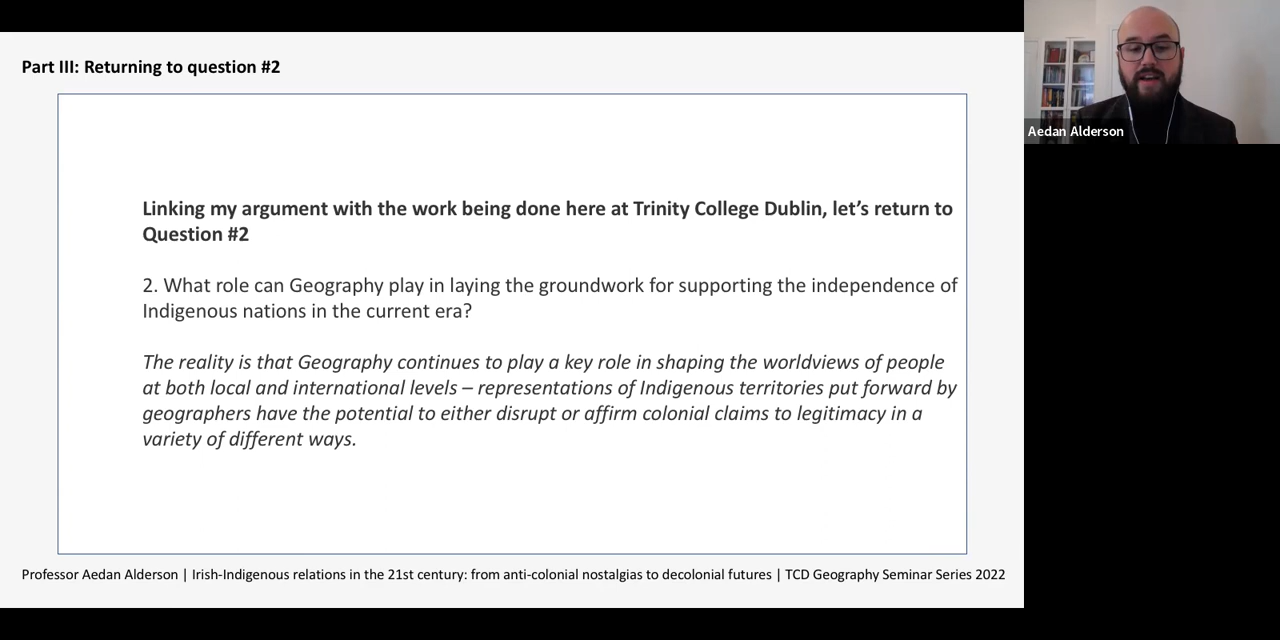 Part III: Returning to question #2
Linking my argument with the work being done here at Trinity College Dublin, let’s return to
Question #2
2. What role can Geography play in laying the groundwork for supporting the independence of
Indigenous nations in the current era?
The reality is that Geography continues to play a key role in shaping the worldviews of people
at both local and international levels – representations of Indigenous territories put forward by
geographers have the potential to either disrupt or affirm colonial claims to legitimacy in a
variety of different ways.
Professor Aedan Alderson | Irish-Indigenous relations in the 21st century: from anti-colonial nostalgias to decolonial futures | TCD Geography Seminar Series 2022
Aedan Alderson